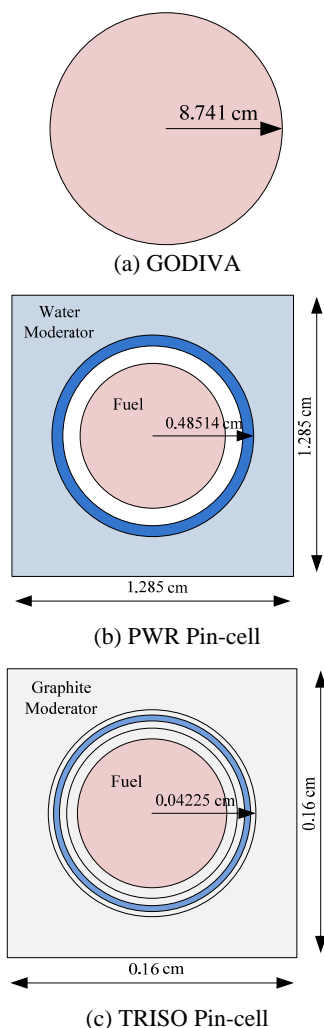 8.741 cm
(a) GODIVA
Water
Moderator
Fuel
0.48514 cm
1.285 cm
1.285 cm
(b) PWR Pin-cell
Graphite
Moderator
Fuel
0.04225 cm
0.16 cm
0.16 cm
(c) TRISO Pin-cell